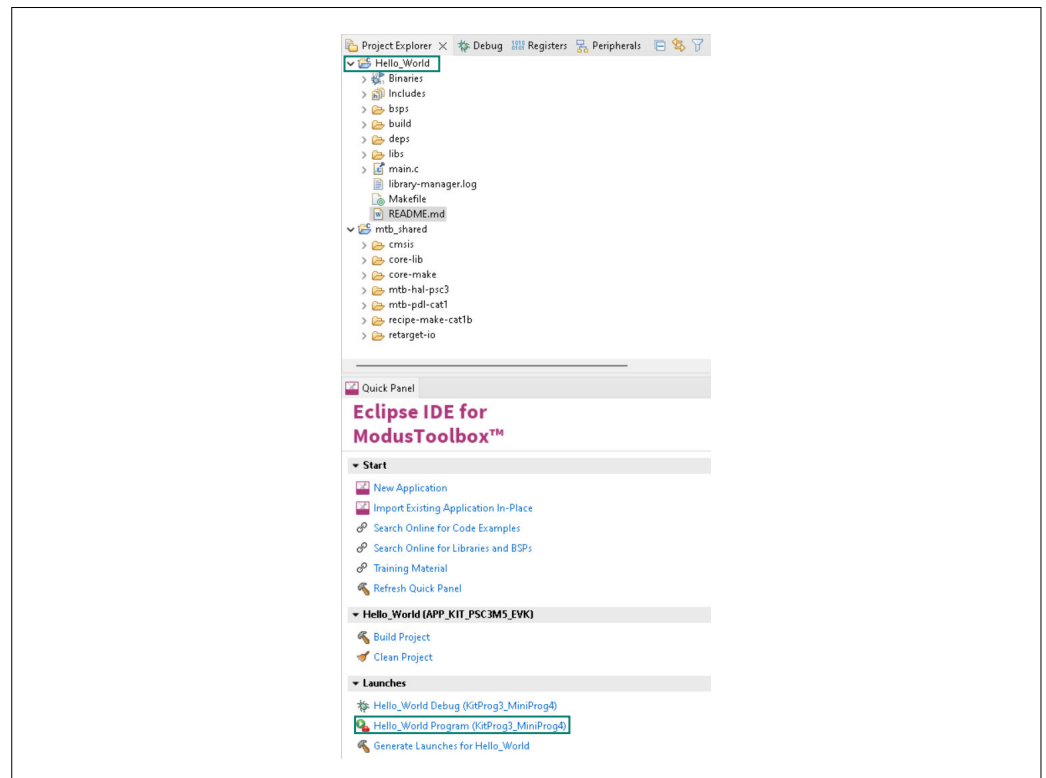 Project Explorer Debug Registers Peripherals
Hello_World
Binaries
Includes
bsps
build
deps
libs
main.c
library-manager.log
Makefile
README.md
mtb_shared
cmsis
core-lib
core-make
mtb-hal-psc3
mtb-pdl-cat1
recipe-make-cat1b
retarget-io
Quick Panel
Eclipse IDE for
ModusToolbox™
Start
New Application
Import Existing Application In-Place
Search Online for Code Examples
Search Online for Libraries and BSPs
Training Material
Refresh Quick Panel
Hello_World (APP_KIT_PSC3M5_EVK)
Build Project
Clean Project
Launches
Hello_World Debug (KitProg3_MiniProg4)
Hello_World Program (KitProg3_MiniProg4)
Generate Launches for Hello_World